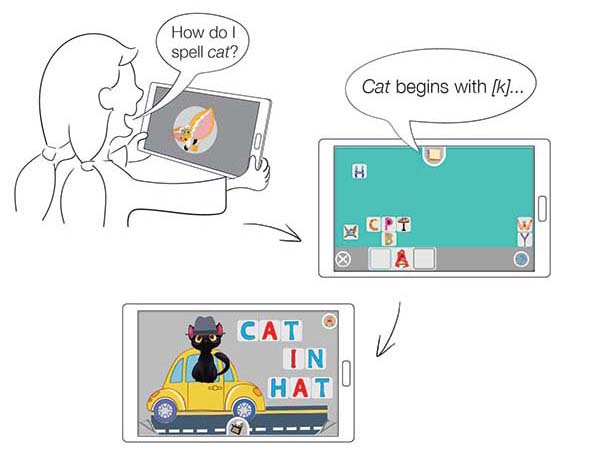 How do I
spell cat?
Cat begins with [k]...
H
C P T W
B Y
A
?
CAT
IN
HAT